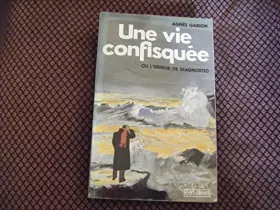 AGNÈS GARION
Une vie
confisquée
OU L'ERREUR DE DIAGNOSTIC